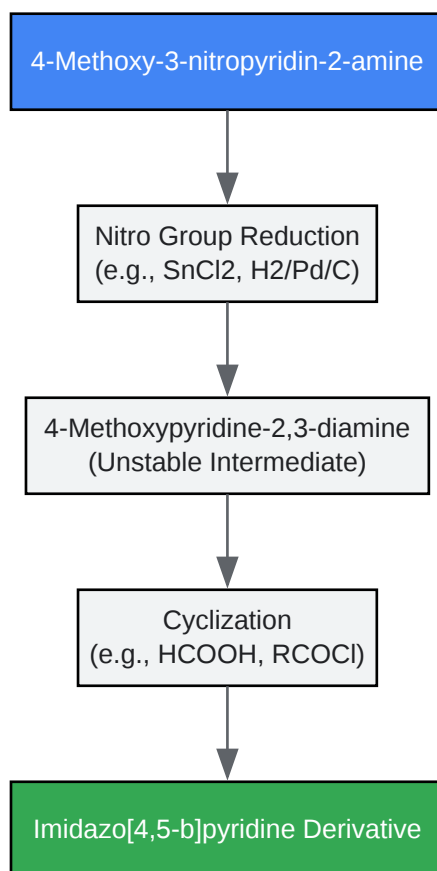 4-Methoxy-3-nitropyridin-2-amine
Nitro Group Reduction
(e.g., SnCl2, H2/Pd/C)
4-Methoxypyridine-2,3-diamine
(Unstable Intermediate)
Cyclization
(e.g., HCOOH, RCOCl)
Imidazo[4,5-b]pyridine Derivative